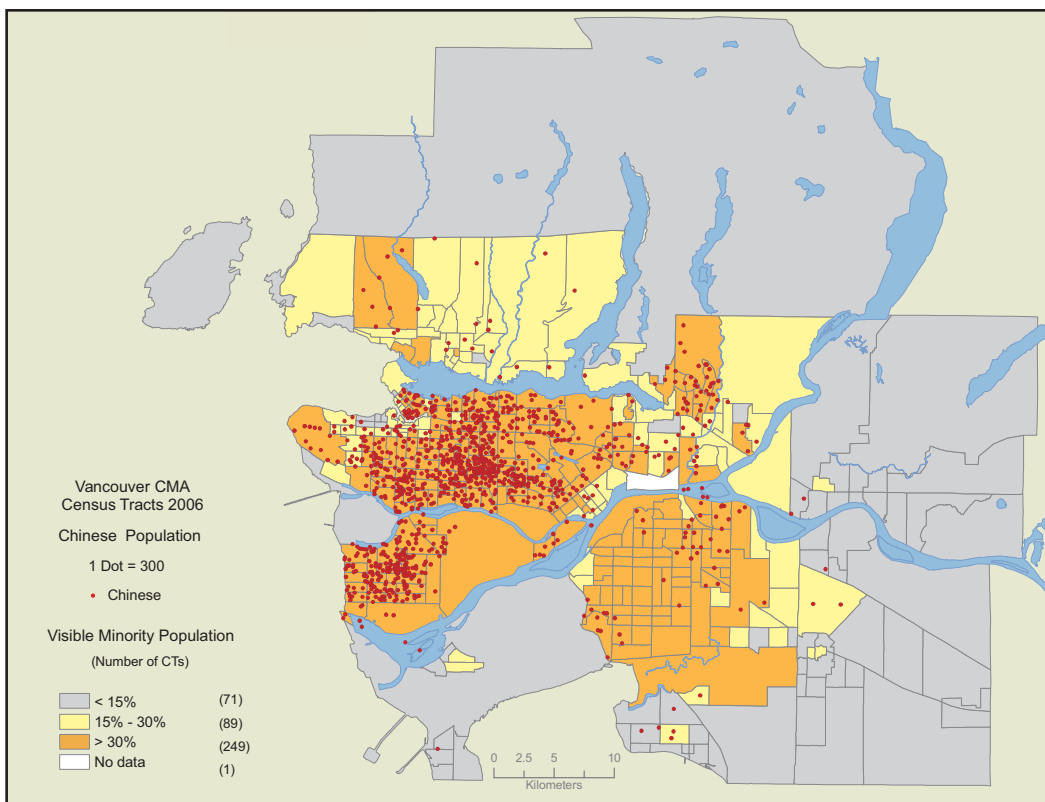 Vancouver CMA
Census Tracts 2006
Chinese Population
1 Dot = 300
Chinese
Visible Minority Population
(Number of CTs)
< 15% (71)
15% - 30% (89)
> 30% (249)
No data (1)
0 2.5 5 10
Kilometers